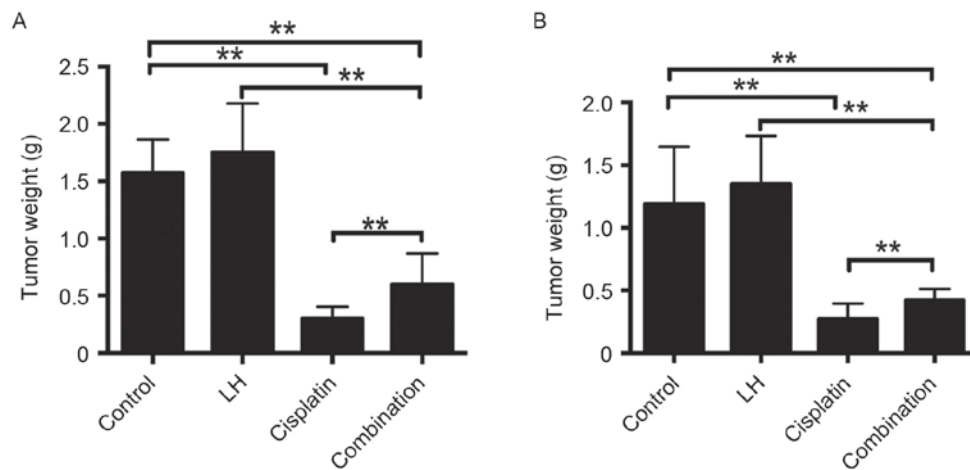 A
**
**
**
2.5
2.0
1.5
1.0
0.5
0
Tumor weight (g)
**
Control
LH
Cisplatin
Combination
B
**
**
**
2.0
1.5
1.0
0.5
0
Tumor weight (g)
**
Control
LH
Cisplatin
Combination